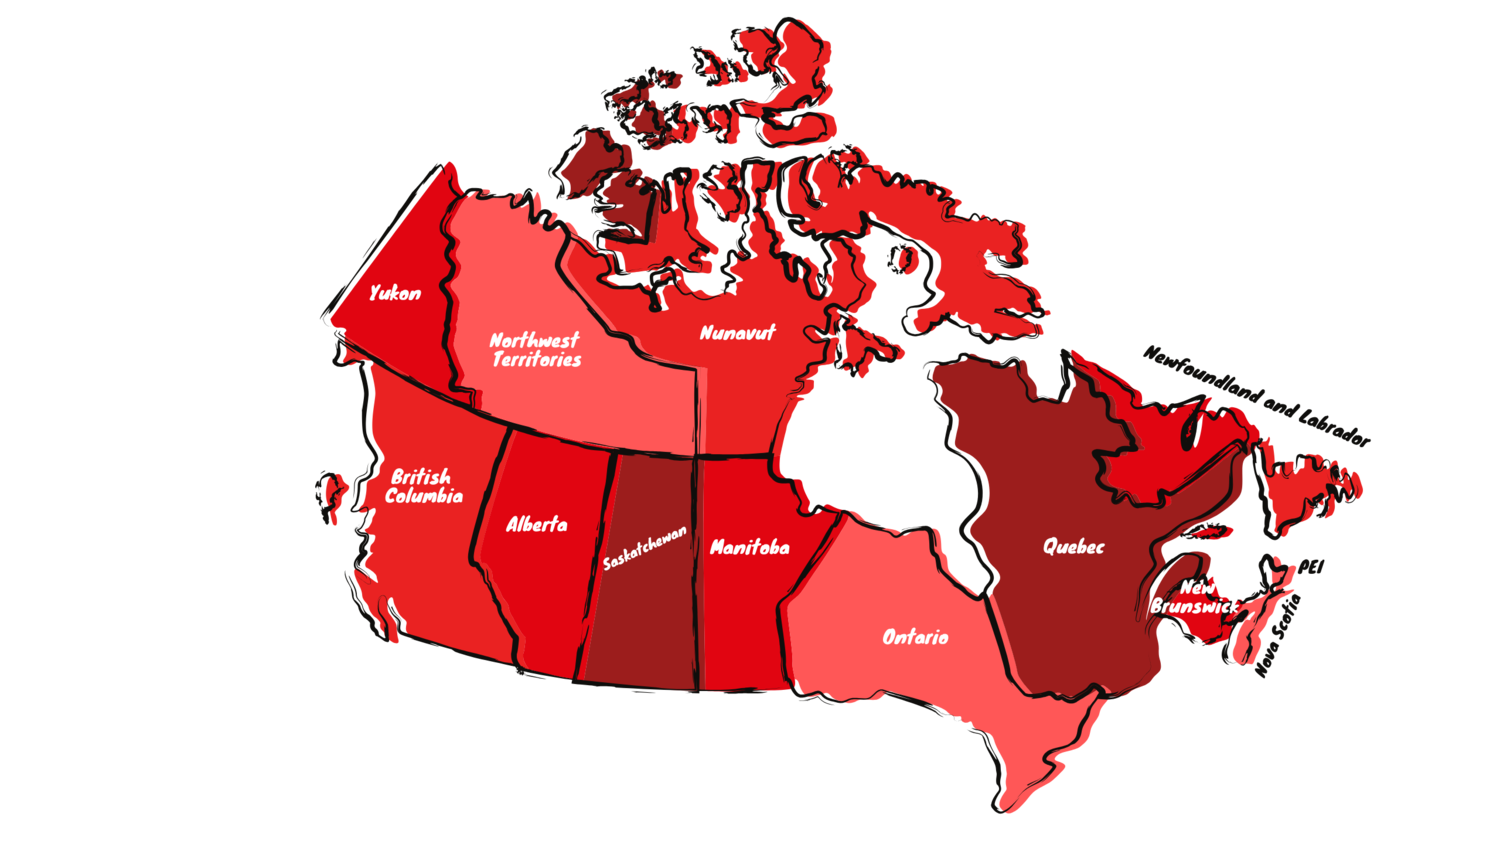 Yukon
Northwest
Territories
Nunavut
Newfoundland and Labrador
British
Columbia
Alberta
Saskatchewan
Manitoba
Ontario
Quebec
PEI
New
Brunswick
Nova Scotia